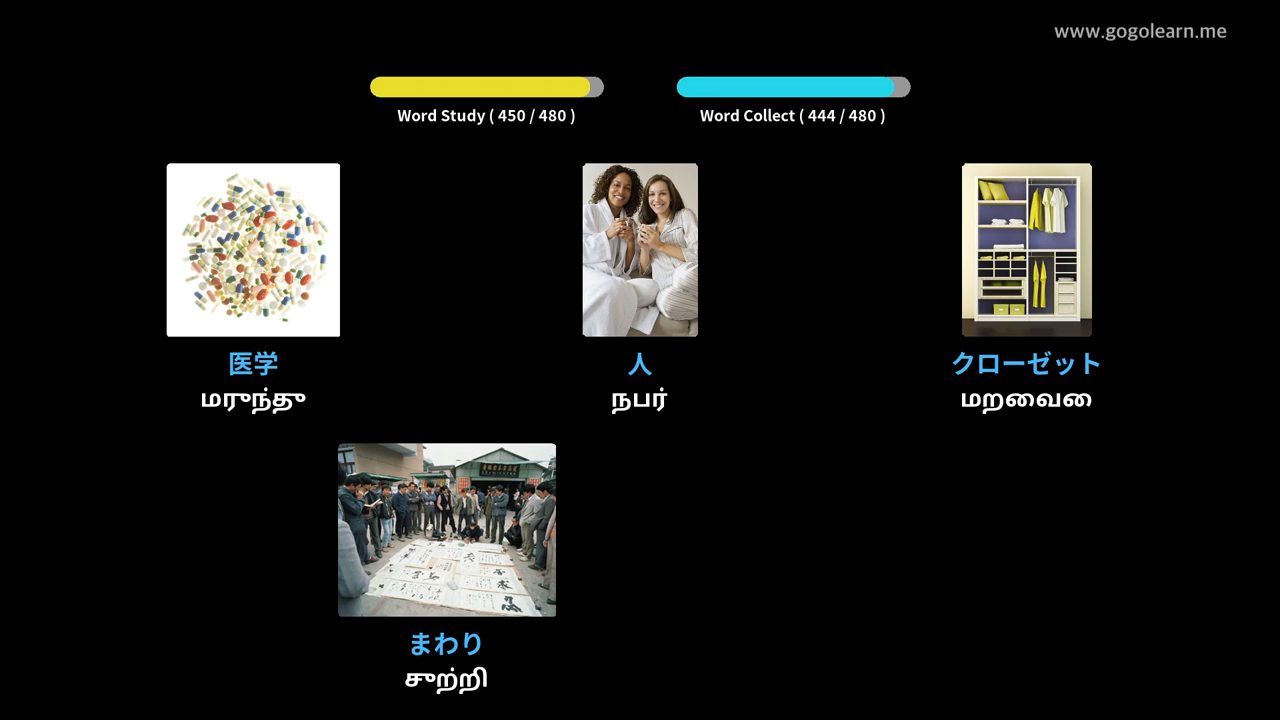 www.gogolearn.me
Word Study ( 450 / 480 )
Word Collect ( 444 / 480 )
医学
மருந்து
人
நபர்
クローゼット
மறவைவை
まわり
சுற்றி